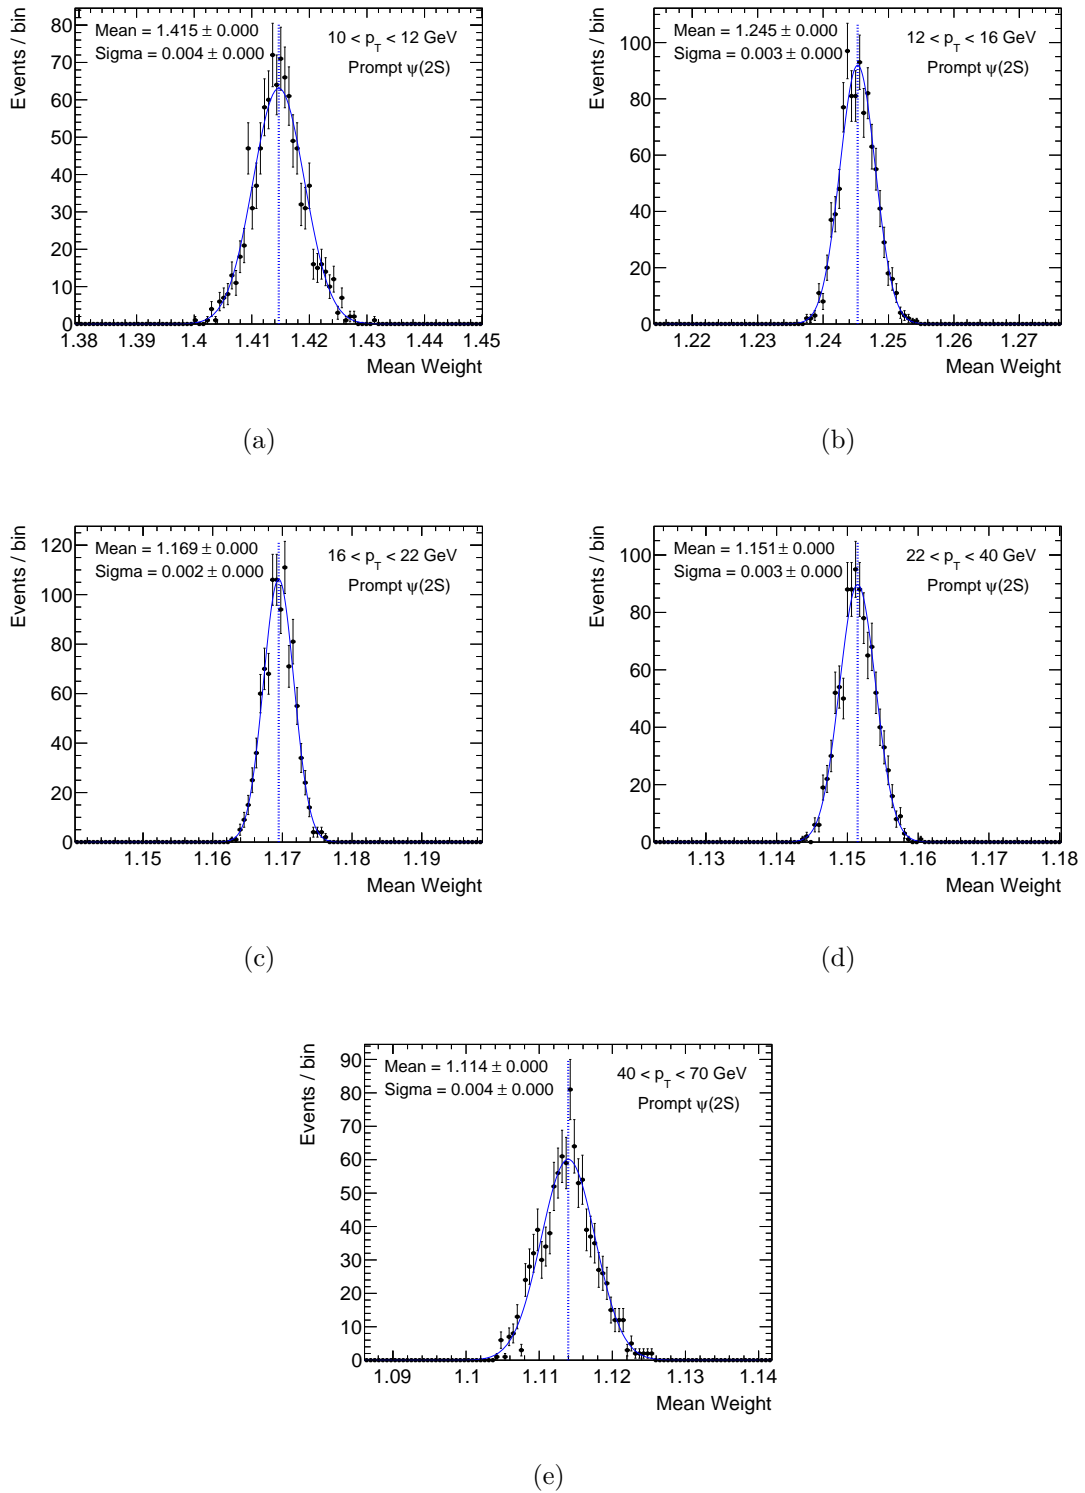 Events / bin
Mean = 1.415 ± 0.000
Sigma = 0.004 ± 0.000
10 < p_T < 12 GeV
Prompt ψ(2S)
80
70
60
50
40
30
20
10
0
1.38 1.39 1.4 1.41 1.42 1.43 1.44 1.45
Mean Weight
(a)
Events / bin
Mean = 1.245 ± 0.000
Sigma = 0.003 ± 0.000
12 < p_T < 16 GeV
Prompt ψ(2S)
100
80
60
40
20
0
1.22 1.23 1.24 1.25 1.26 1.27
Mean Weight
(b)
Events / bin
Mean = 1.169 ± 0.000
Sigma = 0.002 ± 0.000
16 < p_T < 22 GeV
Prompt ψ(2S)
120
100
80
60
40
20
0
1.15 1.16 1.17 1.18 1.19
Mean Weight
(c)
Events / bin
Mean = 1.151 ± 0.000
Sigma = 0.003 ± 0.000
22 < p_T < 40 GeV
Prompt ψ(2S)
100
80
60
40
20
0
1.13 1.14 1.15 1.16 1.17 1.18
Mean Weight
(d)
Events / bin
Mean = 1.114 ± 0.000
Sigma = 0.004 ± 0.000
40 < p_T < 70 GeV
Prompt ψ(2S)
90
80
70
60
50
40
30
20
10
0
1.09 1.1 1.11 1.12 1.13 1.14
Mean Weight
(e)